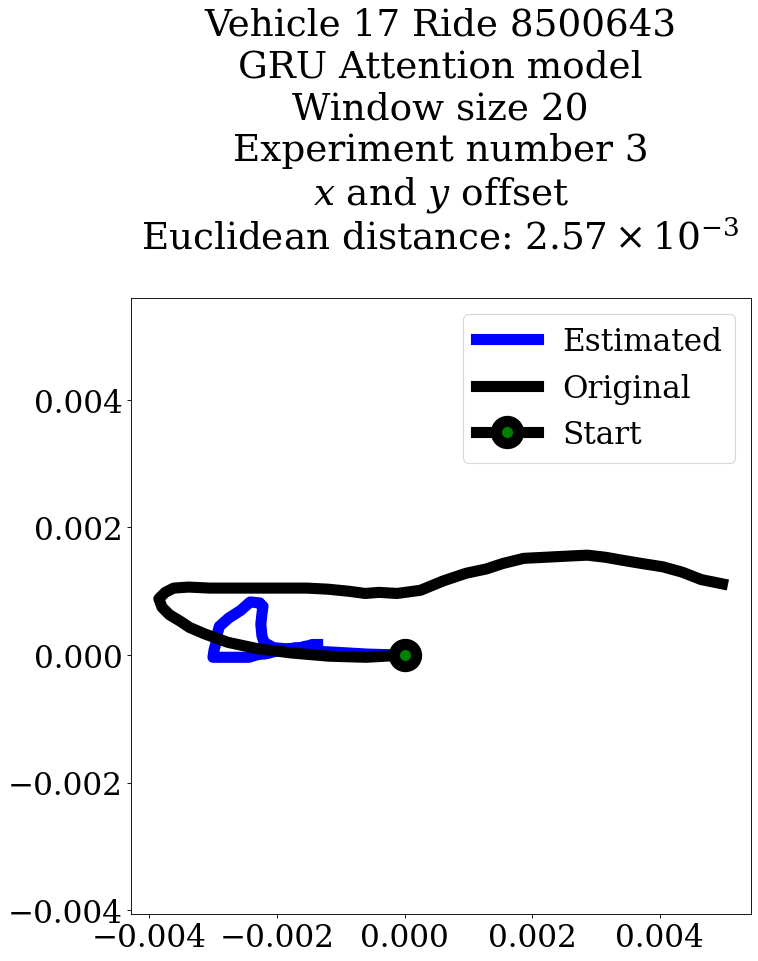 Vehicle 17 Ride 8500643
GRU Attention model
Window size 20
Experiment number 3
x and y offset
Euclidean distance: 2.57 × 10⁻³
Estimated
Original
Start
0.004
0.002
0.000
−0.002
−0.004
−0.004 −0.002 0.000 0.002 0.004